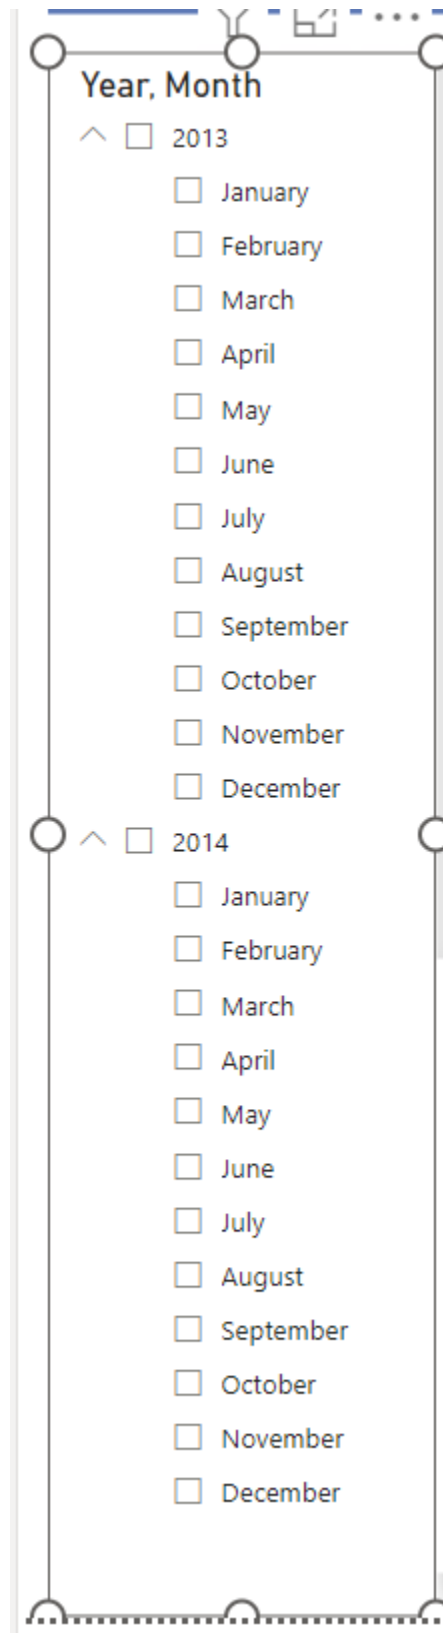 Year, Month
2013
January
February
March
April
May
June
July
August
September
October
November
December
2014
January
February
March
April
May
June
July
August
September
October
November
December